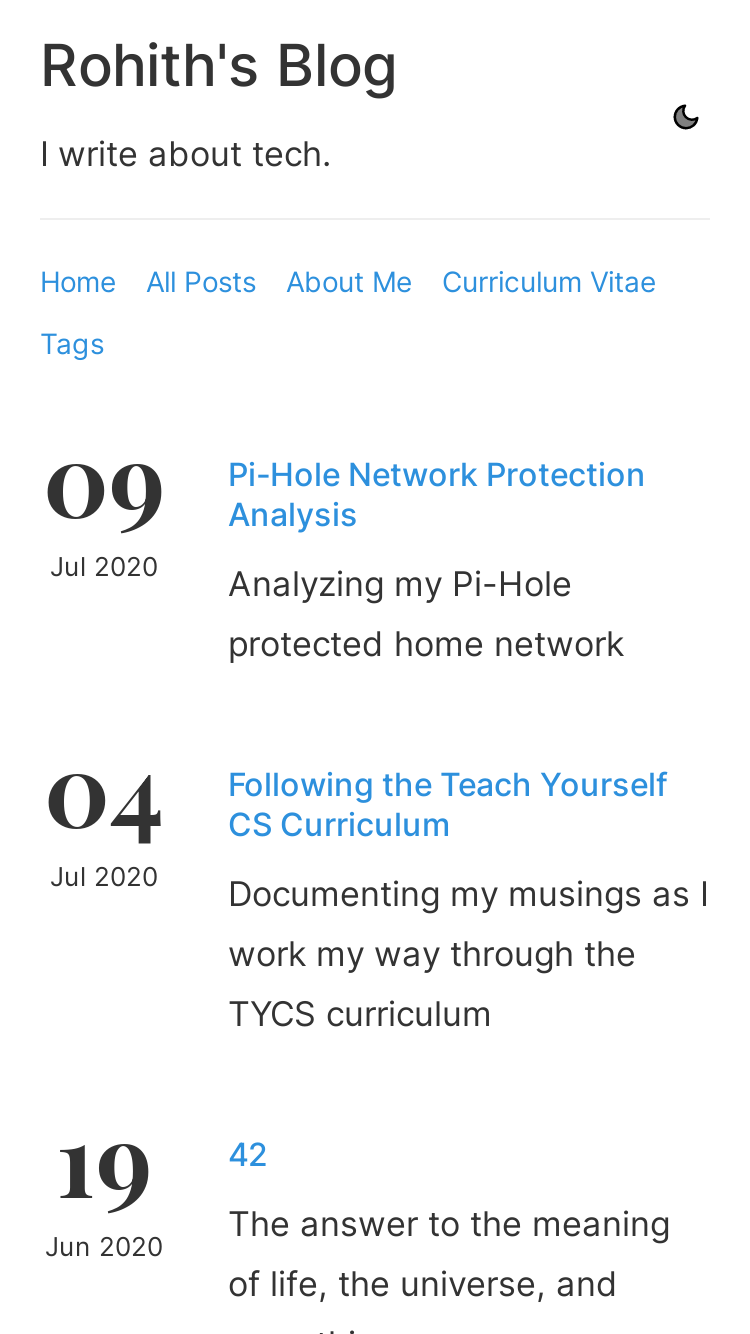 Rohith's Blog
I write about tech.
Home All Posts About Me Curriculum Vitae
Tags
09
Jul 2020
Pi-Hole Network Protection
Analysis
Analyzing my Pi-Hole
protected home network
04
Jul 2020
Following the Teach Yourself
CS Curriculum
Documenting my musings as I
work my way through the
TYCS curriculum
19
Jun 2020
42
The answer to the meaning
of life, the universe, and